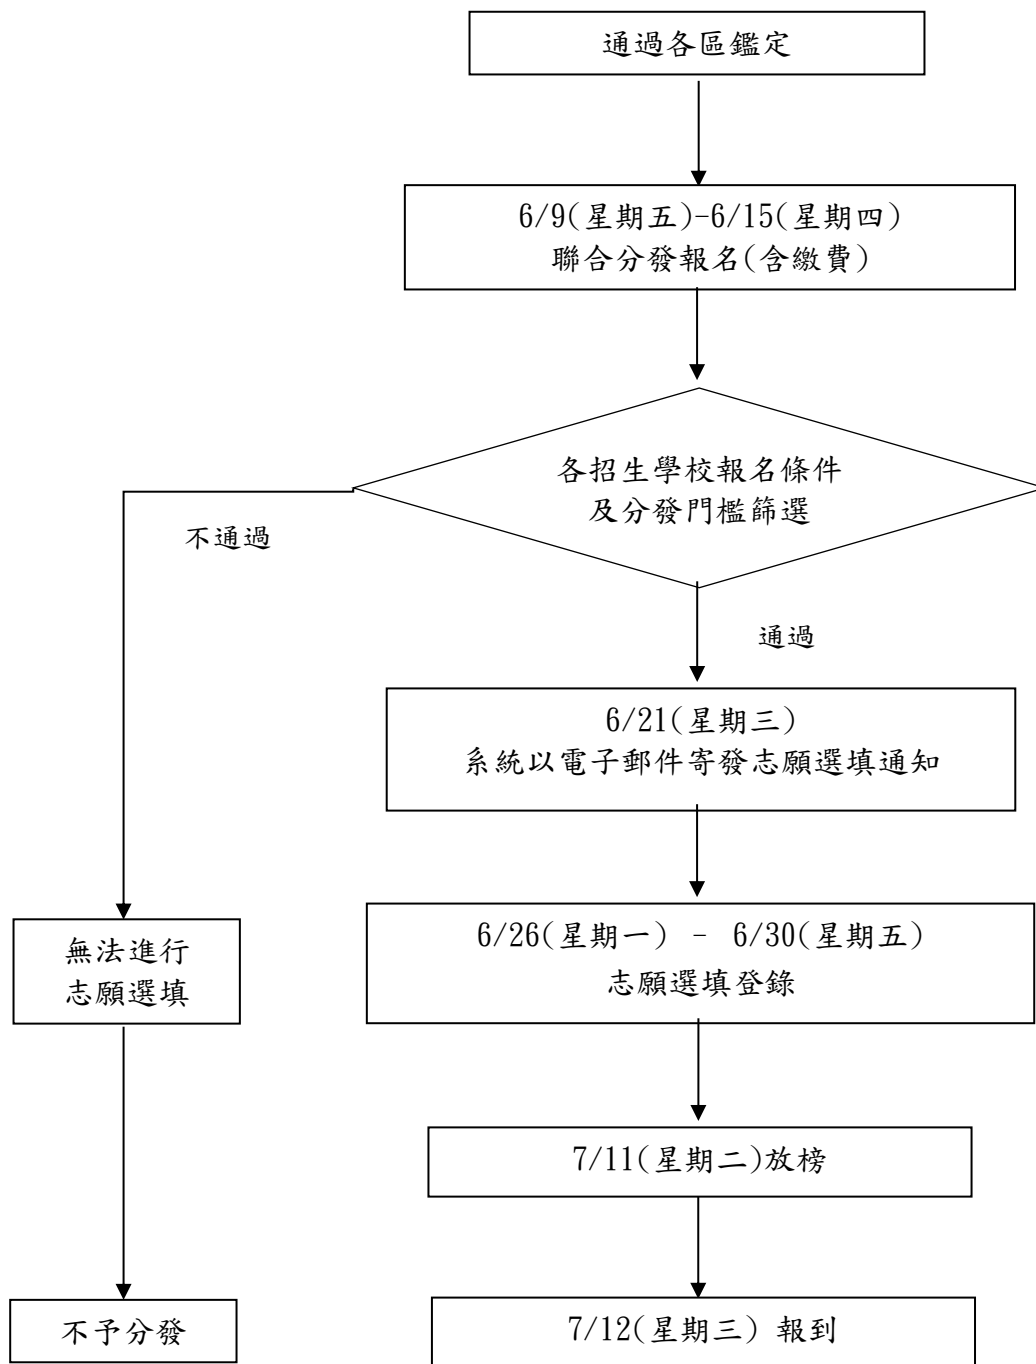 通過各區鑑定
6/9(星期五)-6/15(星期四)
聯合分發報名(含繳費)
各招生學校報名條件
及分發門檻篩選
不通過
通過
6/21(星期三)
系統以電子郵件寄發志願選填通知
6/26(星期一) - 6/30(星期五)
志願選填登錄
無法進行
志願選填
7/11(星期二)放榜
不予分發
7/12(星期三) 報到